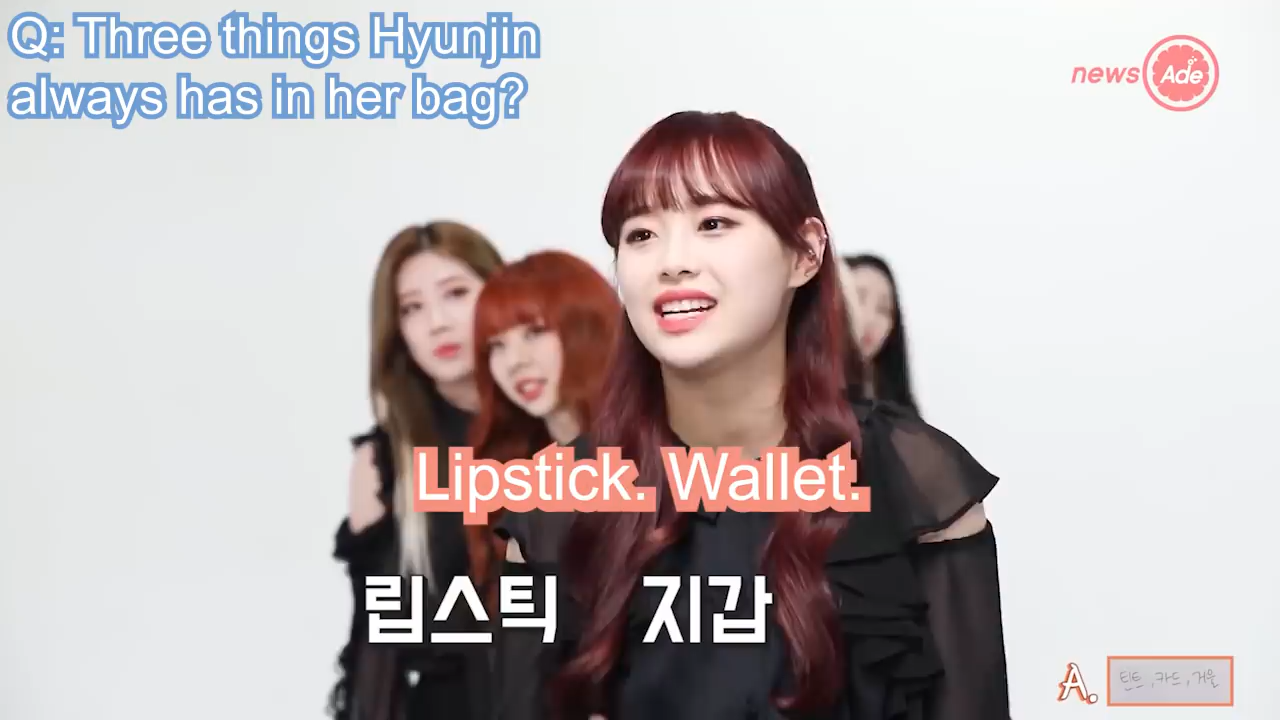 Q: Three things Hyunjin
always has in her bag?
news Ade
Lipstick. Wallet.
립스틱 지갑
A. 틴트, 카드, 거울